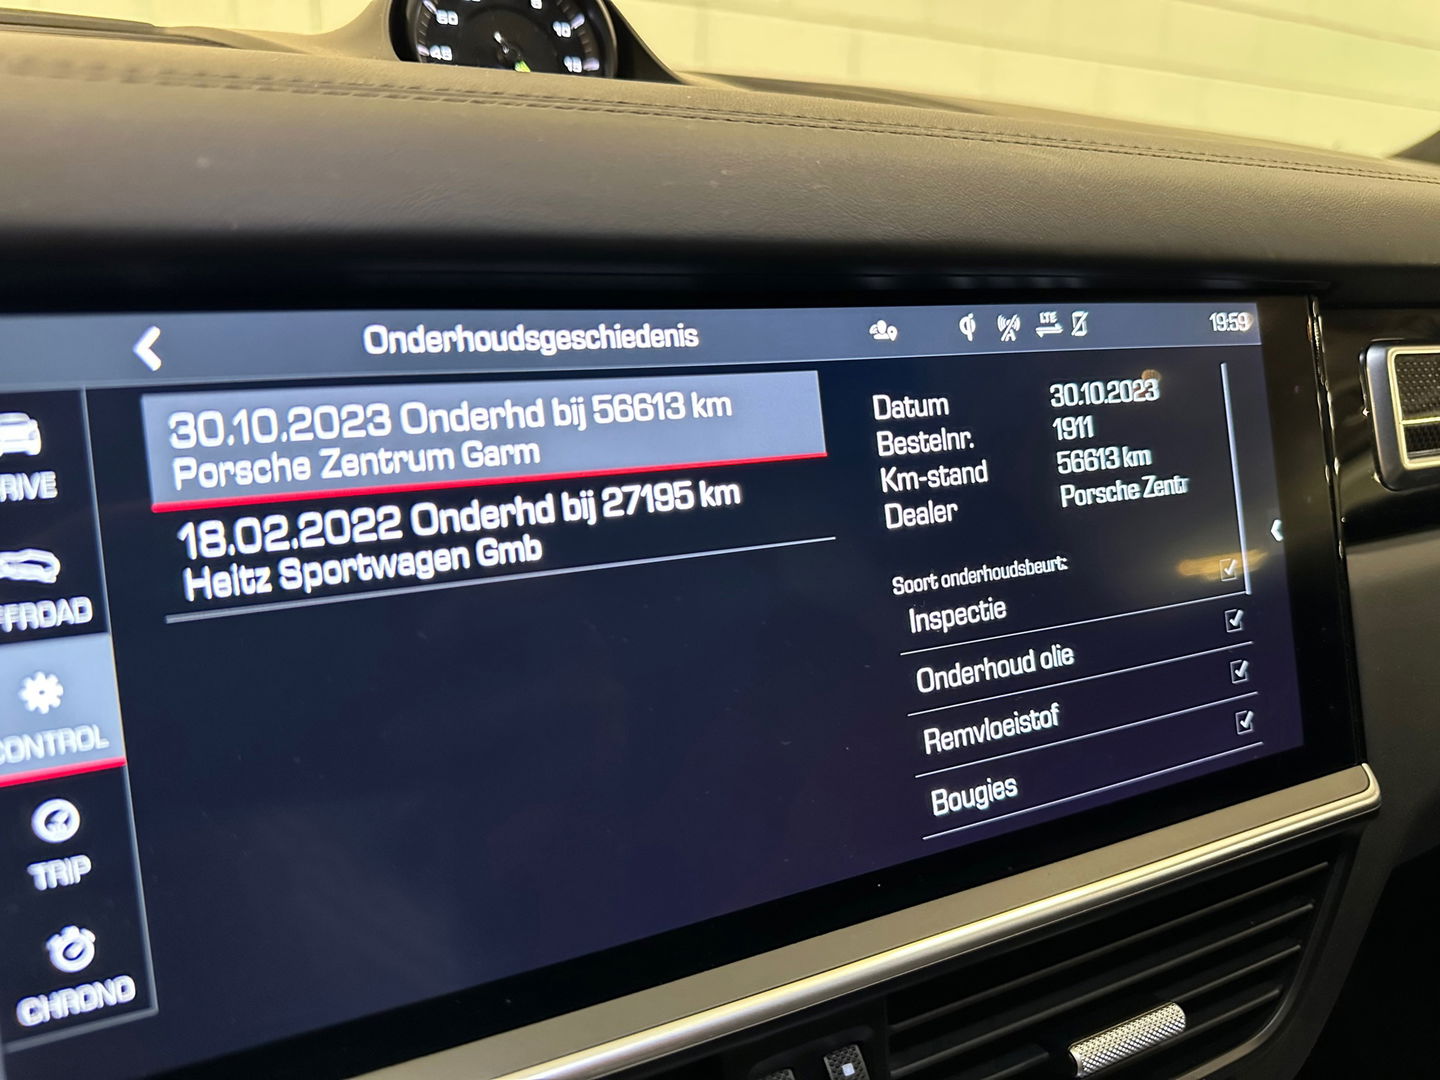 Onderhoudsgeschiedenis
LTE
19:59
30.10.2023 Onderhd bij 56613 km
Porsche Zentrum Garm
18.02.2022 Onderhd bij 27195 km
Heitz Sportwagen Gmb
Datum 30.10.2023
Bestelnr. 1911
Km-stand 56613 km
Dealer Porsche Zentr
Soort onderhoudsbeurt:
Inspectie
Onderhoud olie
Remvloeistof
Bougies
RIVE
FFROAD
CONTROL
TRIP
CHRONO